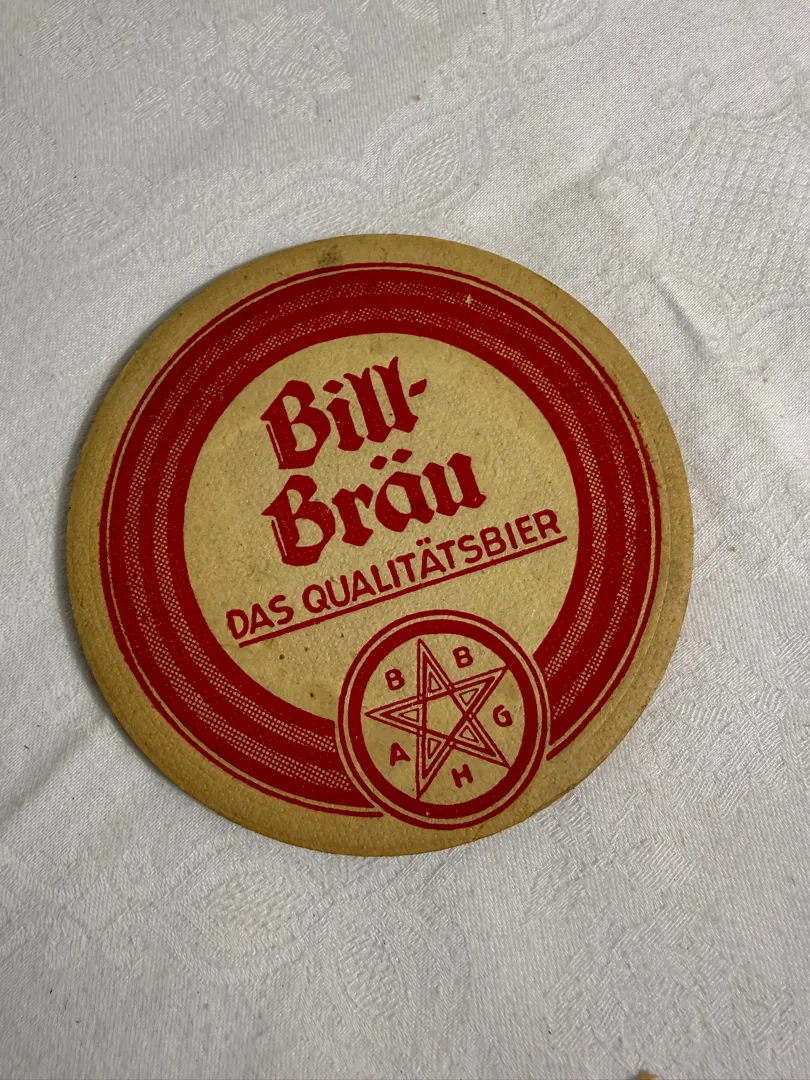 Bill-
Bräu
DAS QUALITÄTSBIER
B B
A G
H